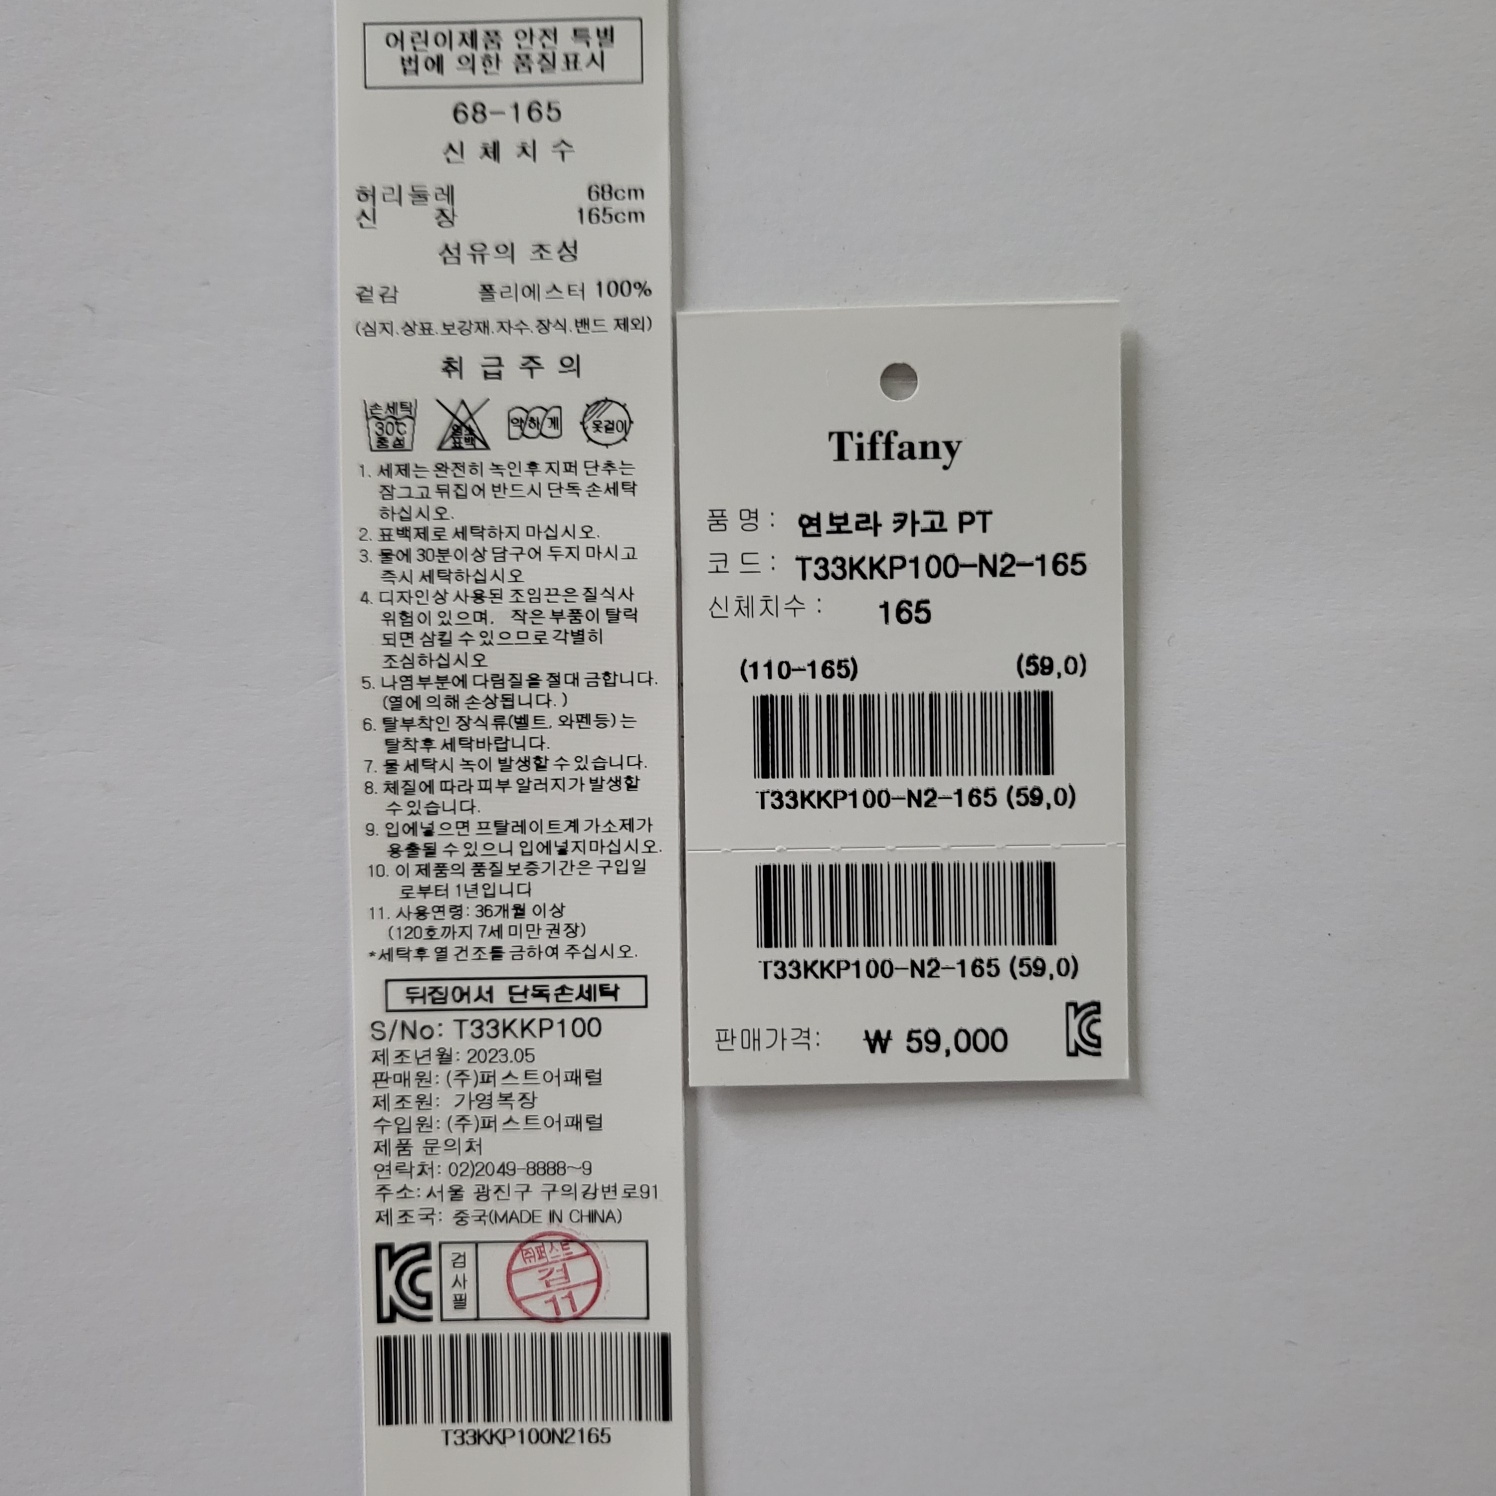 어린이제품 안전 특별
법에 의한 품질표시
68-165
신 체 치 수
허리둘레 68cm
신 장 165cm
섬유의 조성
겉감 폴리에스터 100%
(심지.상표.보강재.자수.장식.밴드 제외)
취 급 주 의
손세탁
30℃
중성
염소
표백
약하게
옷걸이
1. 세제는 완전히 녹인후 지퍼 단추는
잠그고 뒤집어 반드시 단독 손세탁
하십시오.
2. 표백제로 세탁하지 마십시오.
3. 물에 30분이상 담구어 두지 마시고
즉시 세탁하십시오
4. 디자인상 사용된 조임끈은 질식사
위험이 있으며, 작은 부품이 탈락
되면 삼킬 수 있으므로 각별히
조심하십시오
5. 나염부분에 다림질을 절대 금합니다.
(열에 의해 손상됩니다. )
6. 탈부착인 장식류(벨트, 와펜등) 는
탈착후 세탁바랍니다.
7. 물 세탁시 녹이 발생할 수 있습니다.
8. 체질에 따라 피부 알러지가 발생할
수 있습니다.
9. 입에넣으면 프탈레이트계 가소제가
용출될 수 있으니 입에넣지마십시오.
10. 이 제품의 품질보증기간은 구입일
로부터 1년입니다
11. 사용연령: 36개월 이상
(120호까지 7세 미만 권장)
*세탁후 열 건조를 금하여 주십시오.
뒤집어서 단독손세탁
S/No: T33KKP100
제조년월: 2023.05
판매원: (주)퍼스트어패럴
제조원: 가영복장
수입원: (주)퍼스트어패럴
제품 문의처
연락처: 02)2049-8888~9
주소: 서울 광진구 구의강변로91
제조국: 중국(MADE IN CHINA)
KC
검사필
㈜퍼스트
검
11
T33KKP100N2165
Tiffany
품 명 : 연보라 카고 PT
코 드 : T33KKP100-N2-165
신체치수 : 165
(110-165) (59,0)
T33KKP100-N2-165 (59,0)
T33KKP100-N2-165 (59,0)
판매가격: ₩ 59,000
KC